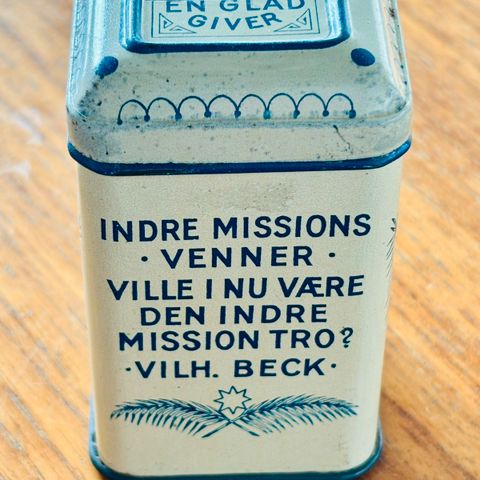 EN GLAD
GIVER
INDRE MISSIONS
· VENNER ·
VILLE I NU VÆRE
DEN INDRE
MISSION TRO?
· VILH. BECK ·